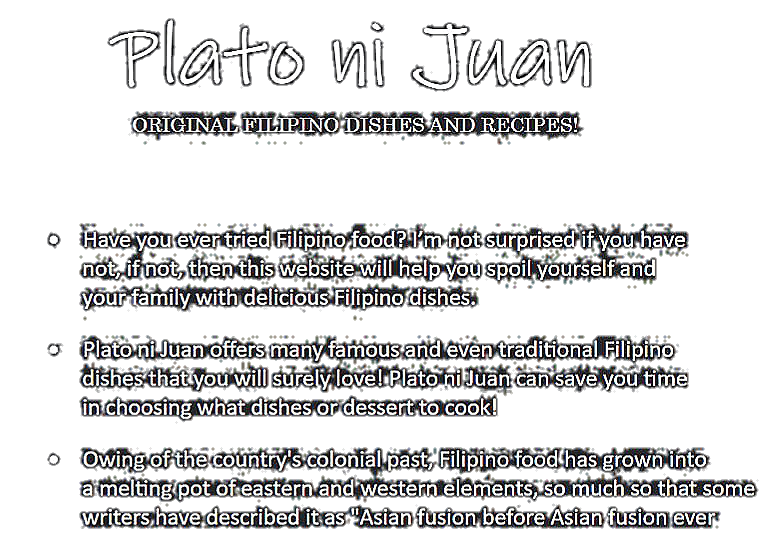 Plato ni Juan
ORIGINAL FILIPINO DISHES AND RECIPES!
Have you ever tried Filipino food? I'm not surprised if you have
not, if not, then this website will help you spoil yourself and
your family with delicious Filipino dishes.
Plato ni Juan offers many famous and even traditional Filipino
dishes that you will surely love! Plato ni Juan can save you time
in choosing what dishes or dessert to cook!
Owing of the country's colonial past, Filipino food has grown into
a melting pot of eastern and western elements, so much so that some
writers have described it as "Asian fusion before Asian fusion ever